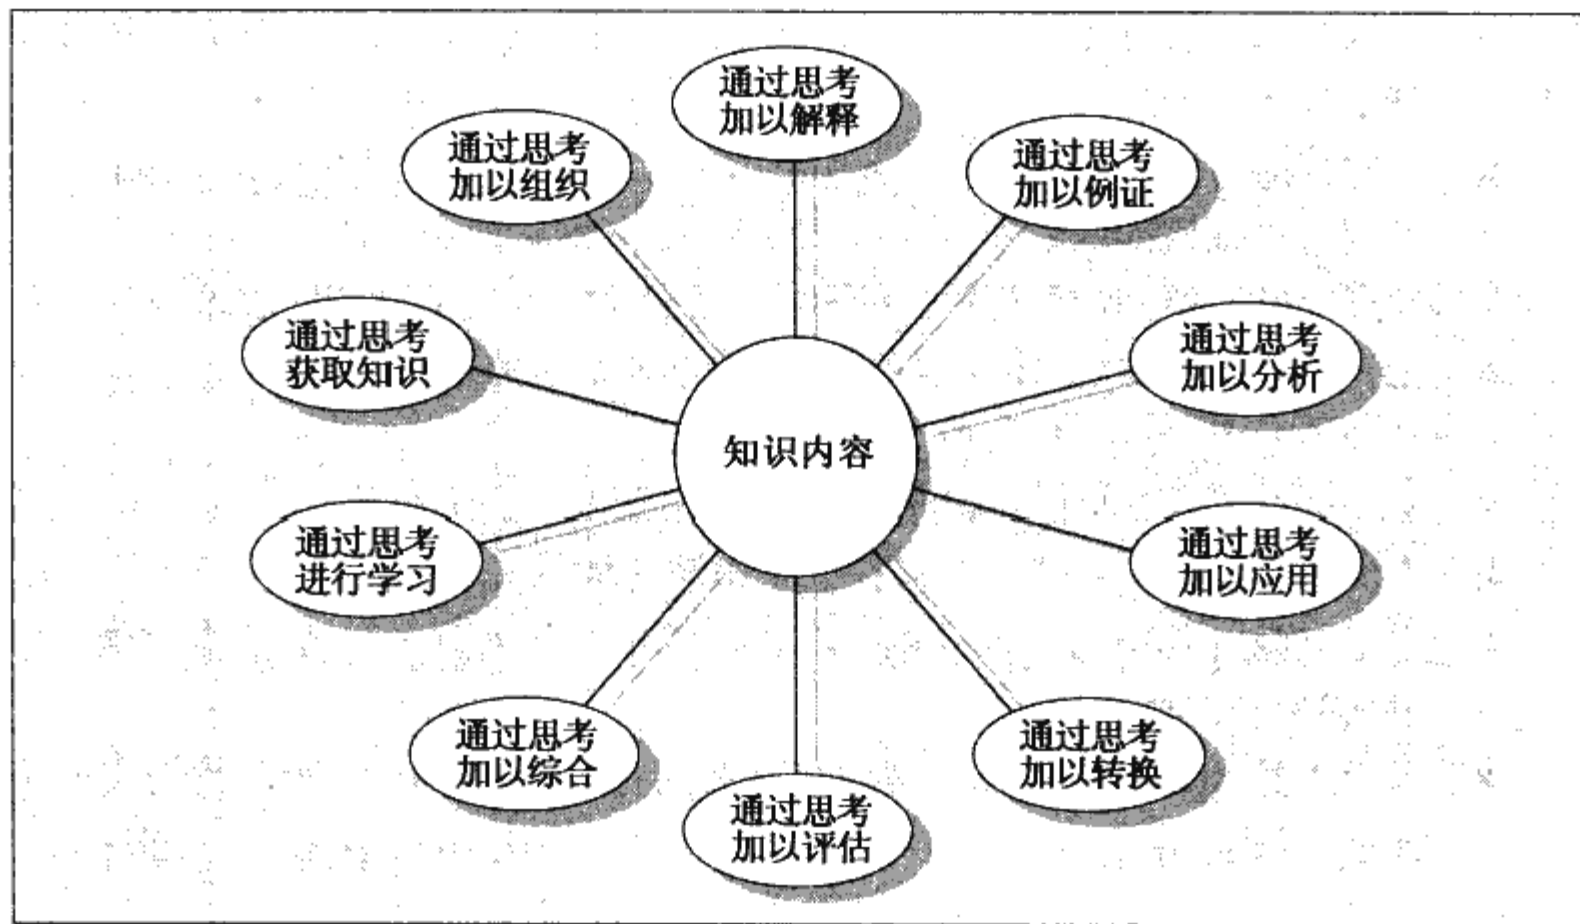 通过思考
加以解释
通过思考
加以组织
通过思考
加以例证
通过思考
获取知识
通过思考
加以分析
知识内容
通过思考
进行学习
通过思考
加以应用
通过思考
加以综合
通过思考
加以转换
通过思考
加以评估